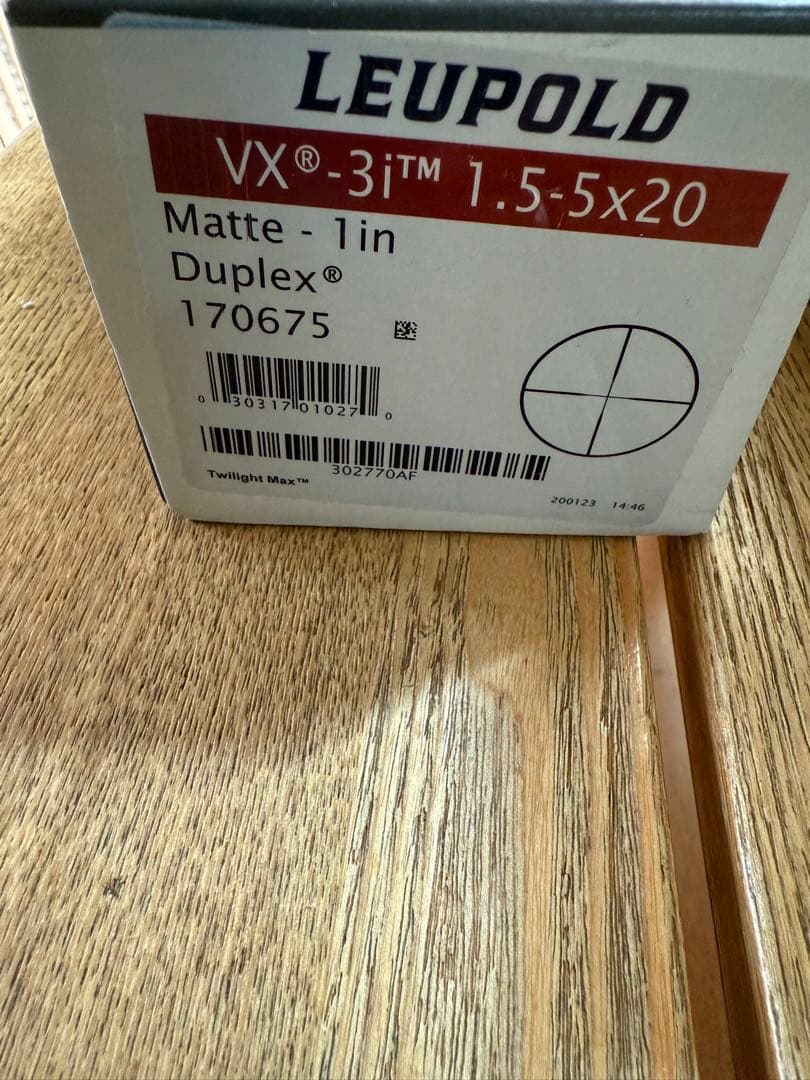 LEUPOLD
VX®-3i™ 1.5-5x20
Matte - 1in
Duplex®
170675
0 30317 01027 0
302770AF
Twilight Max™
200123 14:46